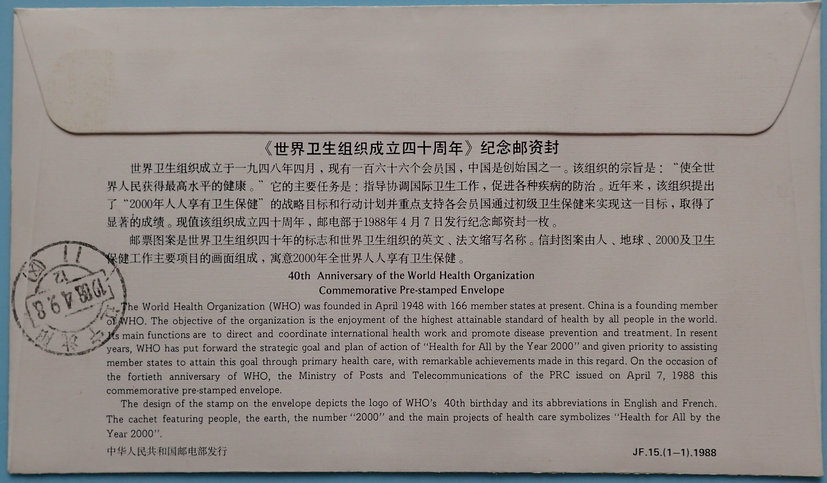 《世界卫生组织成立四十周年》纪念邮资封
世界卫生组织成立于一九四八年四月，现有一百六十六个会员国，中国是创始国之一。该组织的宗旨是：“使全世
界人民获得最高水平的健康。”它的主要任务是：指导协调国际卫生工作，促进各种疾病的防治。近年来，该组织提出
了“2000年人人享有卫生保健”的战略目标和行动计划并重点支持各会员国通过初级卫生保健来实现这一目标，取得了
显著的成绩。现值该组织成立四十周年，邮电部于1988年4月7日发行纪念邮资封一枚。
邮票图案是世界卫生组织四十年的标志和世界卫生组织的英文、法文缩写名称。信封图案由人、地球、2000及卫生
保健工作主要项目的画面组成，寓意2000年全世界人人享有卫生保健。
40th Anniversary of the World Health Organization
Commemorative Pre-stamped Envelope
The World Health Organization (WHO) was founded in April 1948 with 166 member states at present. China is a founding member
of WHO. The objective of the organization is the enjoyment of the highest attainable standard of health by all people in the world.
Its main functions are to direct and coordinate international health work and promote disease prevention and treatment. In resent
years, WHO has put forward the strategic goal and plan of action of “Health for All by the Year 2000” and given priority to assisting
member states to attain this goal through primary health care, with remarkable achievements made in this regard. On the occasion of
the fortieth anniversary of WHO, the Ministry of Posts and Telecommunications of the PRC issued on April 7, 1988 this
commemorative pre-stamped envelope.
The design of the stamp on the envelope depicts the logo of WHO's 40th birthday and its abbreviations in English and French.
The cachet featuring people, the earth, the number “2000” and the main projects of health care symbolizes “Health for All by the
Year 2000”.
中华人民共和国邮电部发行
JF.15.(1-1).1988
1988.4.9.8
12